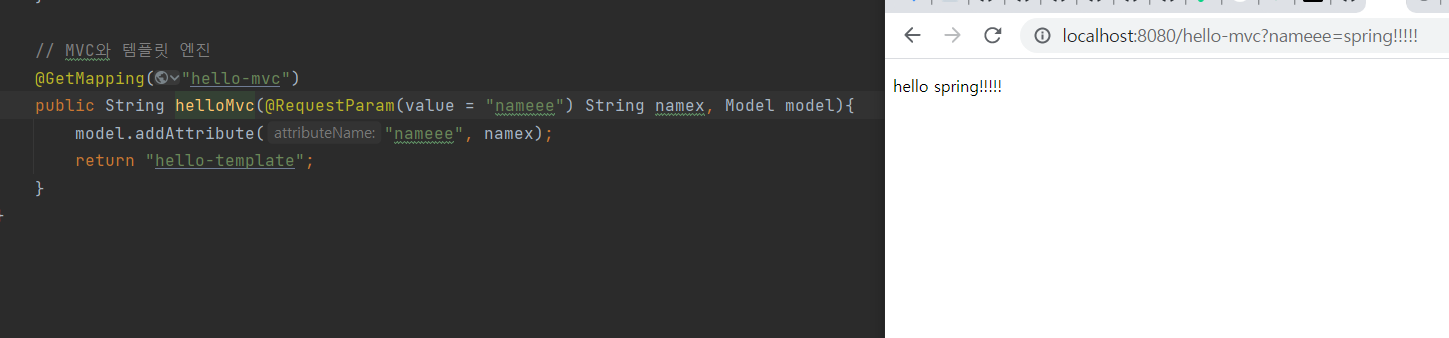 // MVC와 템플릿 엔진
@GetMapping("hello-mvc")
public String helloMvc(@RequestParam(value = "nameee") String namex, Model model){
model.addAttribute( attributeName: "nameee", namex);
return "hello-template";
}
localhost:8080/hello-mvc?nameee=spring!!!!!
hello spring!!!!!